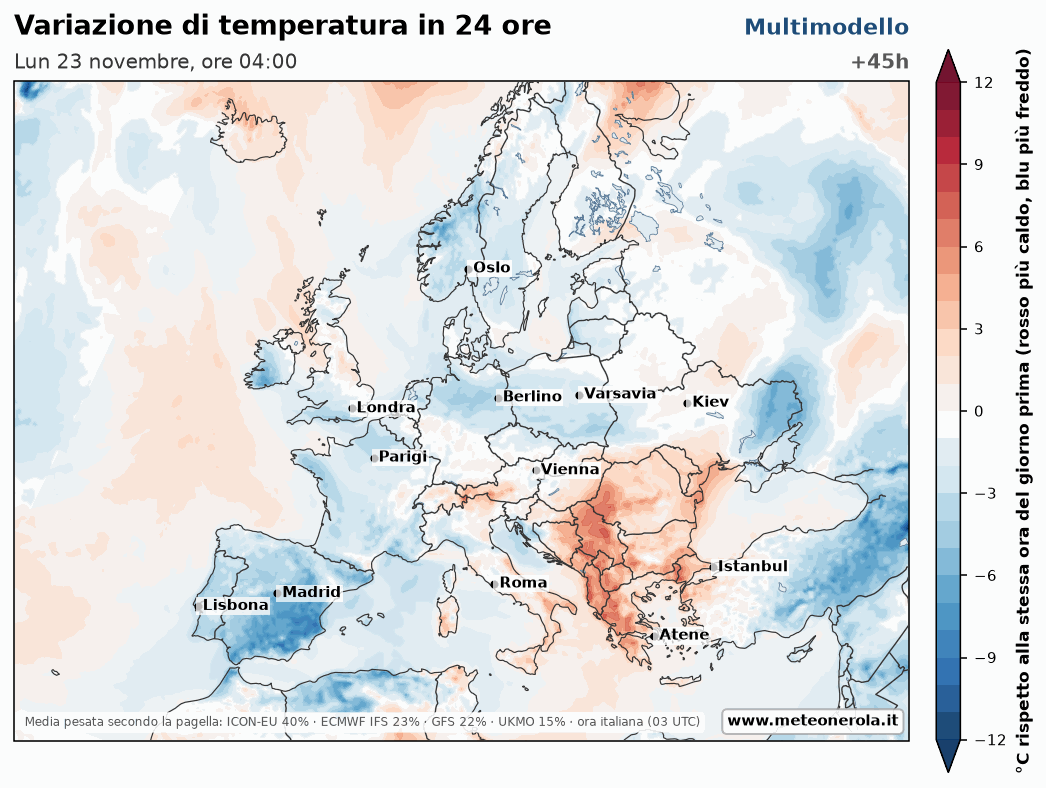 Variazione di temperatura in 24 ore
Multimodello
Lun 23 novembre, ore 04:00
+45h
Oslo
Londra
Berlino
Varsavia
Kiev
Parigi
Vienna
Istanbul
Roma
Madrid
Lisbona
Atene
Media pesata secondo la pagella: ICON-EU 40% · ECMWF IFS 23% · GFS 22% · UKMO 15% · ora italiana (03 UTC)
www.meteonerola.it
12
9
6
3
0
−3
−6
−9
−12
°C rispetto alla stessa ora del giorno prima (rosso più caldo, blu più freddo)